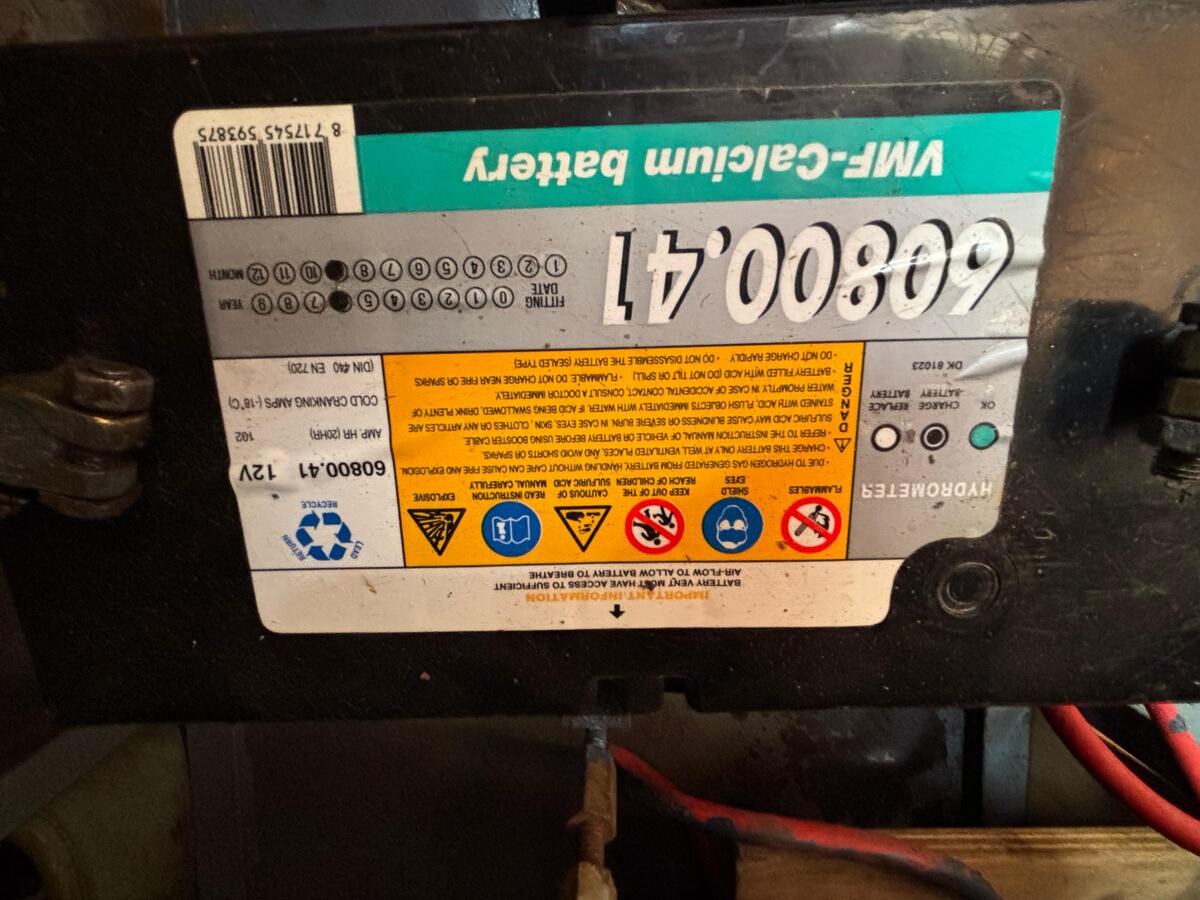 IMPORTANT INFORMATION
BATTERY VENT MOST HAVE ACCESS TO SUFFICIENT
AIR-FLOW TO ALLOW BATTERY TO BREATHE
HYDROMETER
OK
CHARGE
BATTERY
REPLACE
BATTERY
DK 81023
FLAMMABLES
SHIELD
EYES
KEEP OUT OF THE
REACH OF CHILDREN
CAUTIOUS OF
SULFURIC ACID
READ INSTRUCTION
MANUAL CAREFULLY
EXPLOSIVE
DANGER
· DUE TO HYDROGEN GAS GENERATED FROM BATTERY, HANDLING WITHOUT CARE CAN CAUSE FIRE AND EXPLOSION
· CHARGE THIS BATTERY ONLY AT WELL VENTILATED PLACES, AND AVOID SHORTS OR SPARKS.
· REFER TO THE INSTRUCTION MANUAL OF VEHICLE OR BATTERY BEFORE USING BOOSTER CABLE.
SULFURIC ACID MAY CAUSE BLINDNESS OR SEVERE BURN. IN CASE EYES, SKIN, CLOTHES OR ANY ARTICLES ARE
STAINED WITH ACID, FLUSH OBJECTS IMMEDIATELY WITH WATER. IF ACID BEING SWALLOWED, DRINK PLENTY OF
WATER PROMPTLY. IN CASE OF ACCIDENTAL CONTACT, CONSULT A DOCTOR IMMEDIATELY.
· BATTERY FILLED WITH ACID (DO NOT TILT OR SPILL) · FLAMMABLE. DO NOT CHARGE NEAR FIRE OR SPARKS
· DO NOT CHARGE RAPIDLY · DO NOT DISASSEMBLE THE BATTERY (SEALED TYPE)
LEAD
RETURN
RECYCLE
60800.41 12V
AMP. HR (20HR) 102
COLD CRANKING AMPS (-18°C)
(DIN 440 EN 720)
60800.41
FITTING
DATE
0 1 2 3 4 5 7 8 9 YEAR
1 2 3 4 5 6 7 8 10 11 12 MONTH
VMF-Calcium battery
8 717545 593875